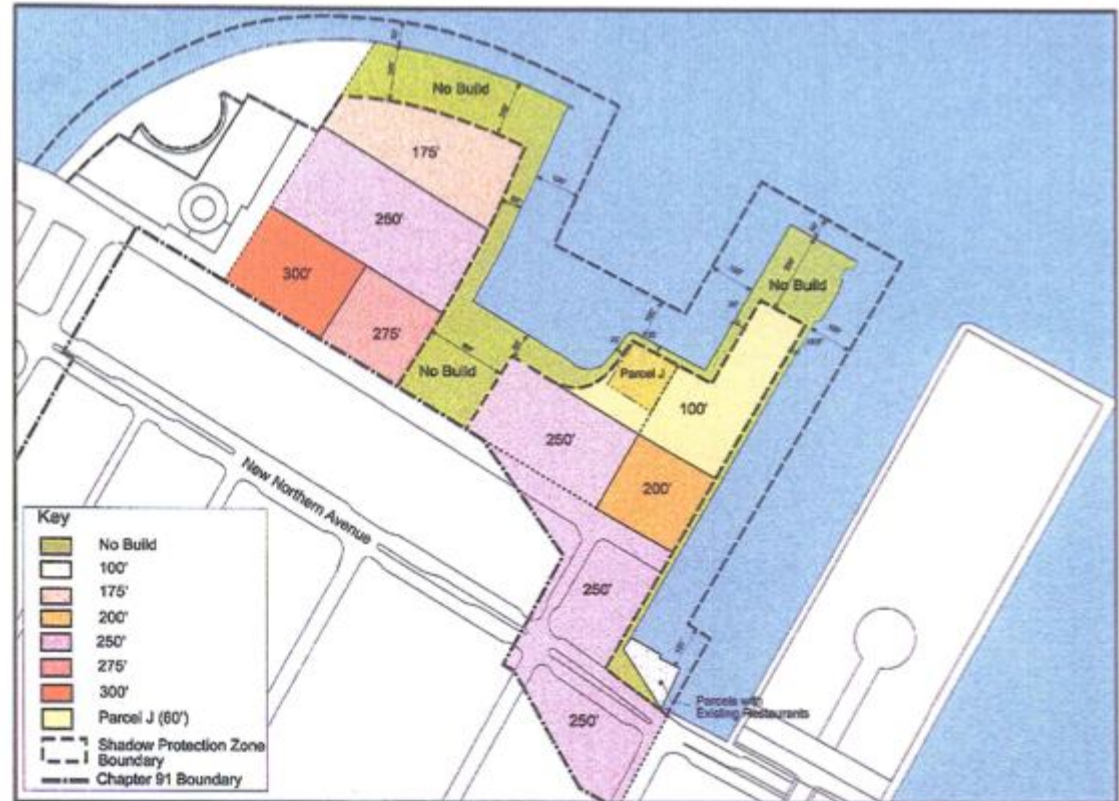 No Build
175'
250'
300'
275'
No Build
No Build
Parcel J
100'
250'
200'
250'
250'
New Northern Avenue
Parcels with
Existing Restaurants
Key
No Build
100'
175'
200'
250'
275'
300'
Parcel J (60')
Shadow Protection Zone
Boundary
Chapter 91 Boundary